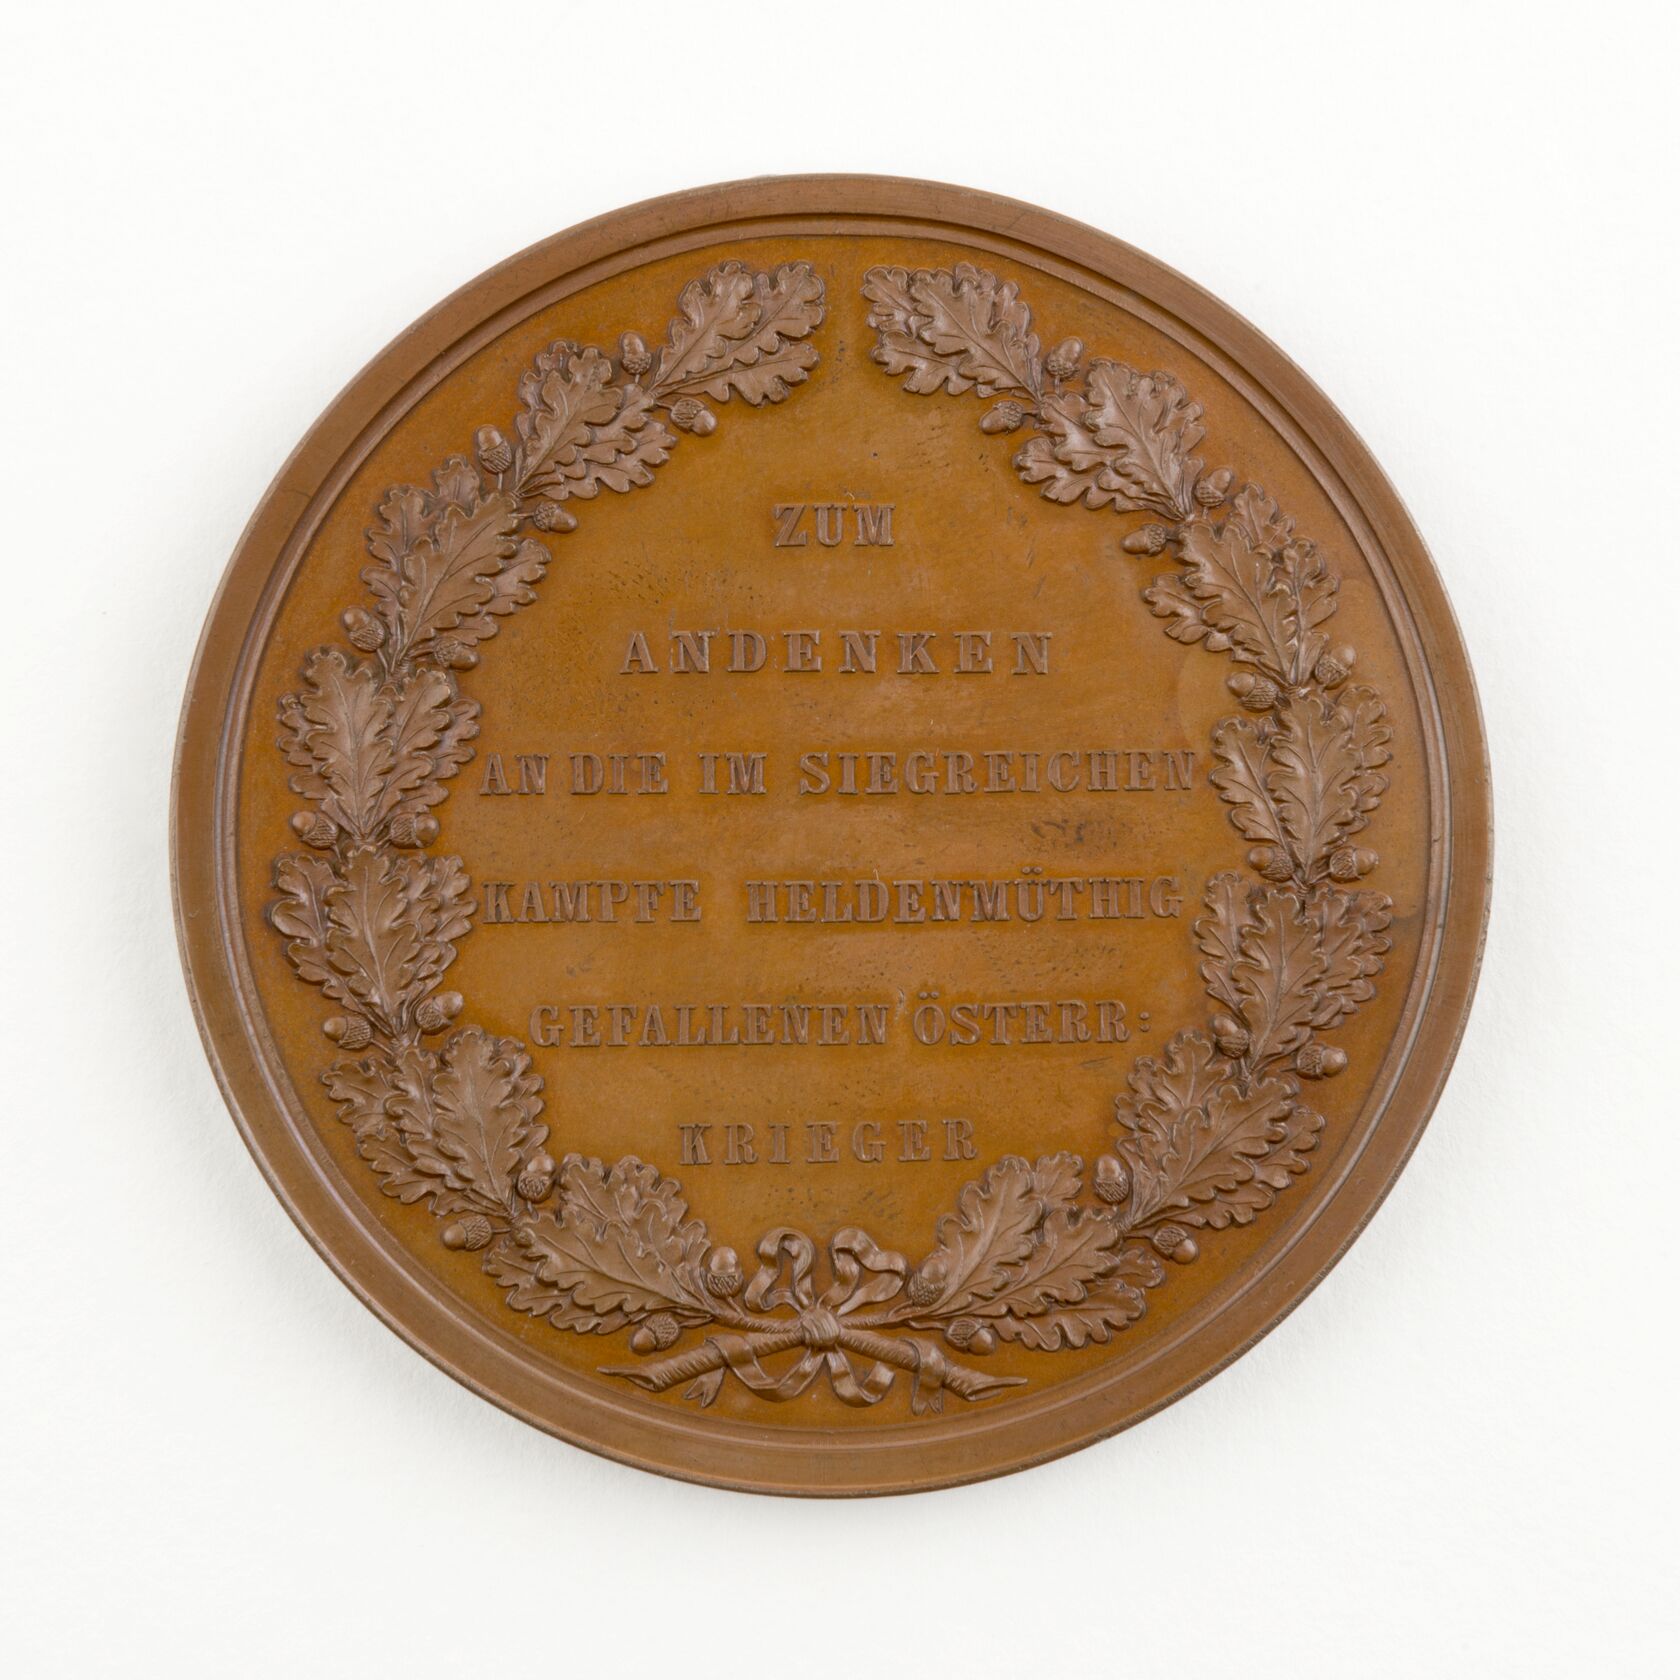 ZUM
ANDENKEN
AN DIE IM SIEGREICHEN
KAMPFE HELDENMÜTHIG
GEFALLENEN ÖSTERR:
KRIEGER